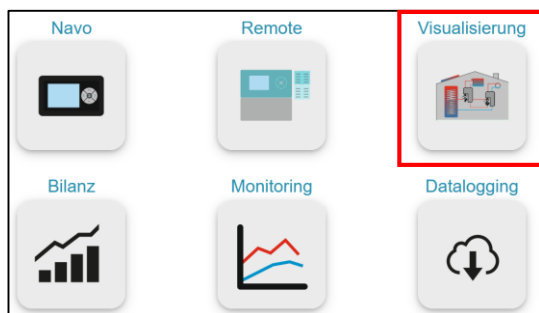 Navo
Remote
Visualisierung
Bilanz
Monitoring
Datalogging